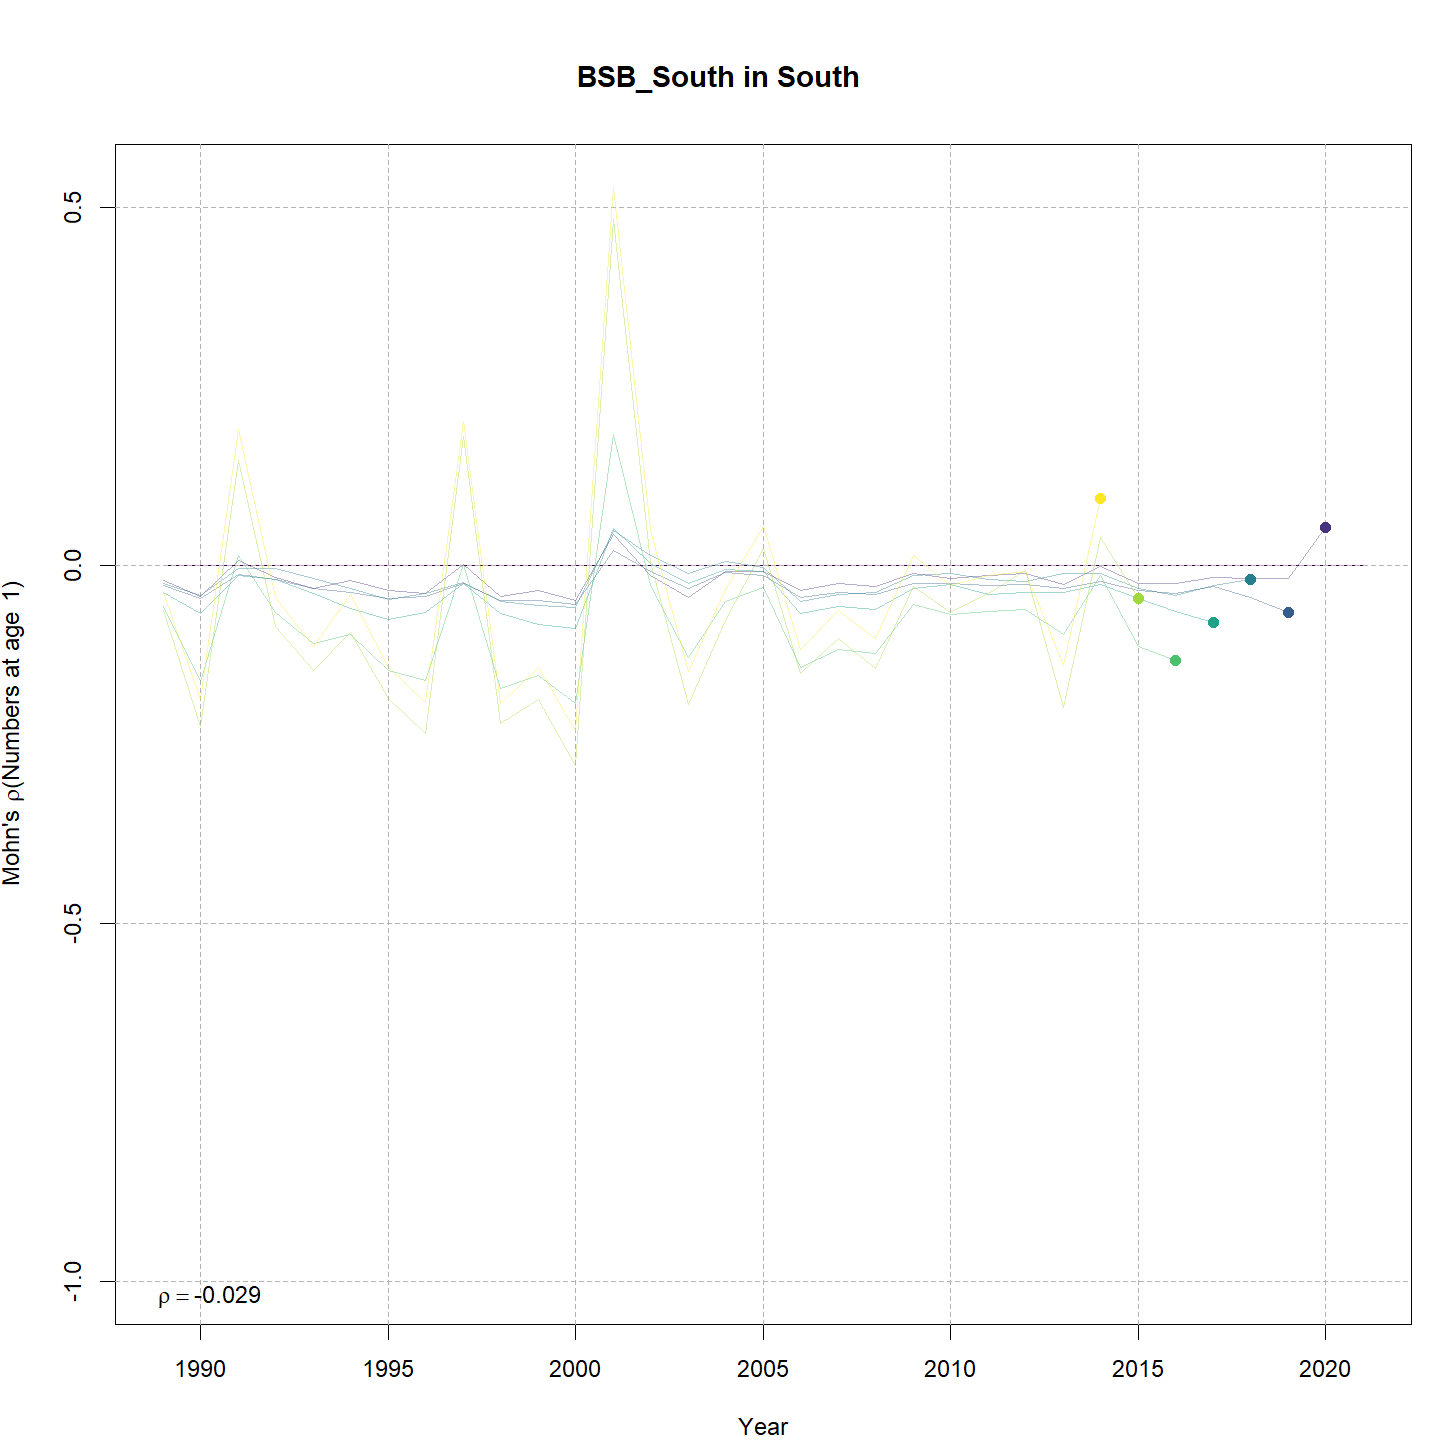 BSB_South in South
Mohn's ρ(Numbers at age 1)
0.5
0.0
-0.5
-1.0
ρ = -0.029
1990 1995 2000 2005 2010 2015 2020
Year